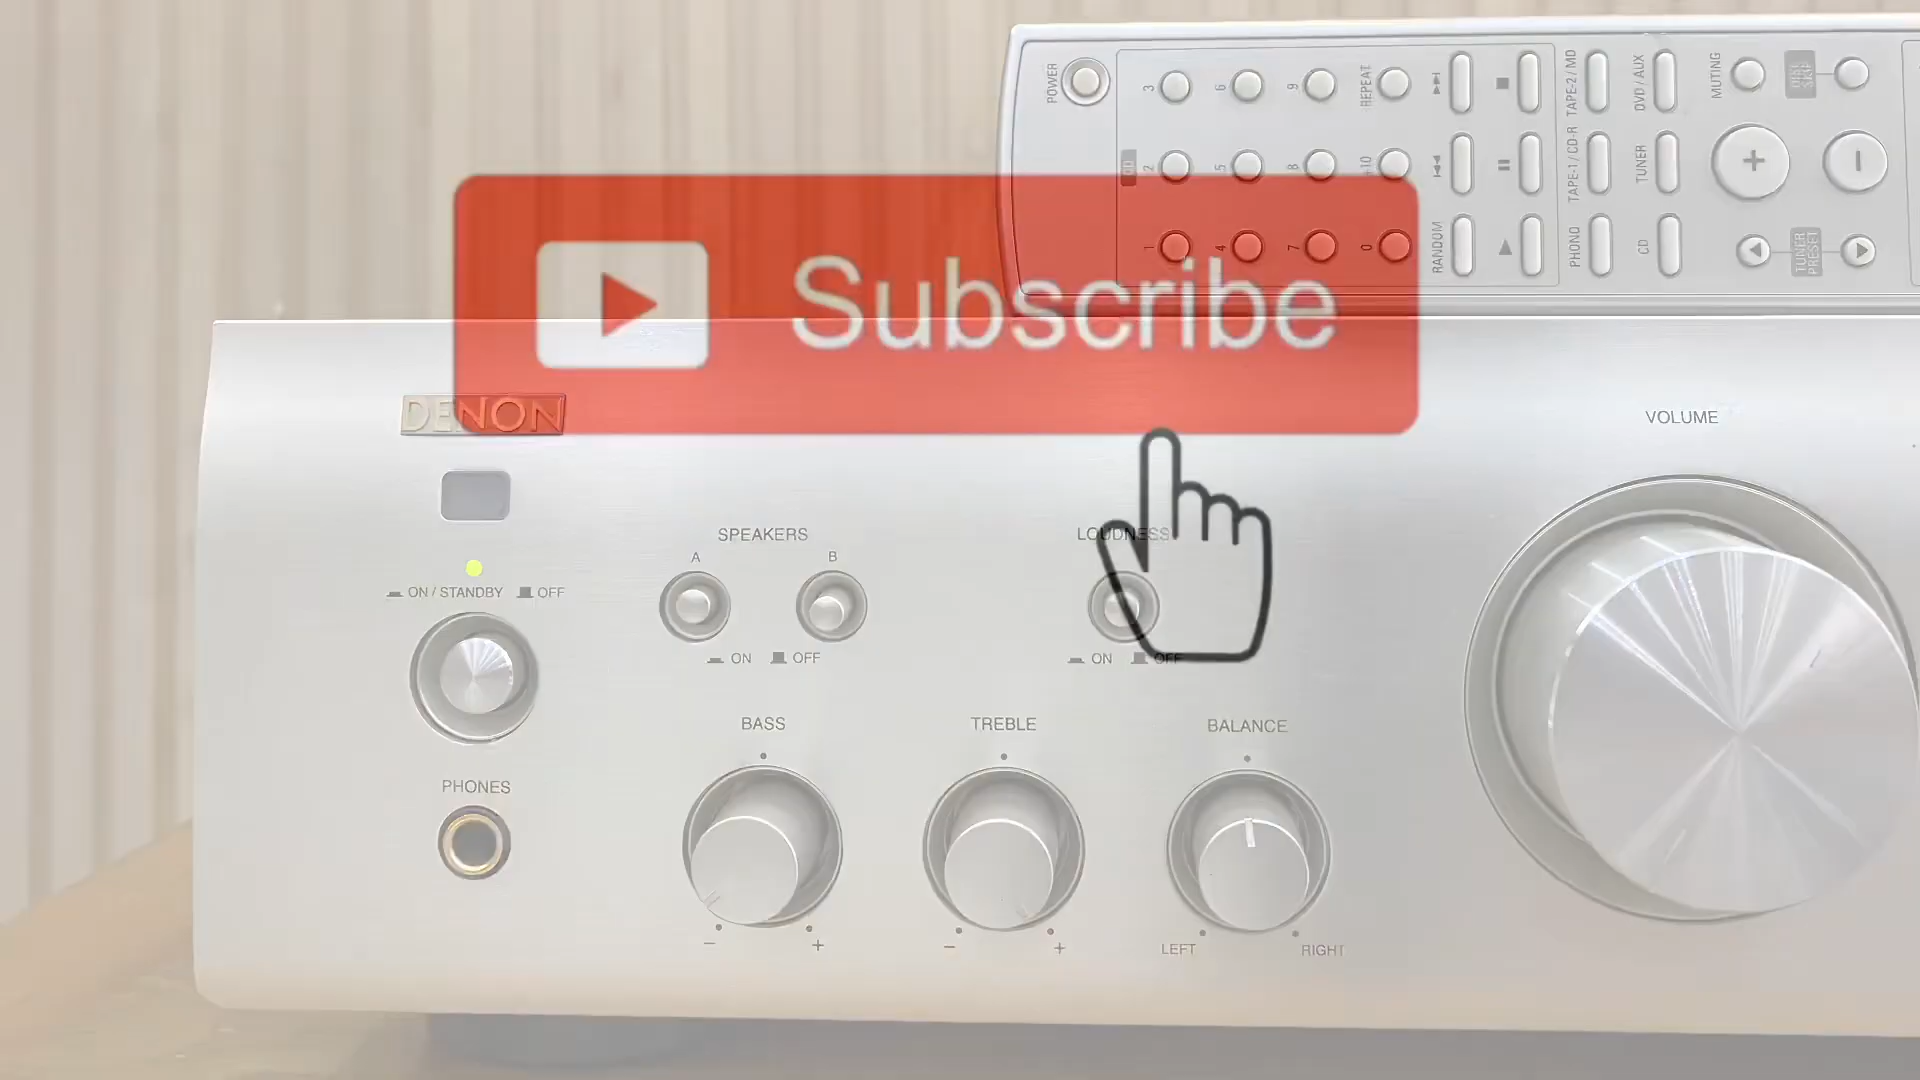 POWER
3 6 9 REPEAT
TAPE-2 / MD
DVD / AUX
MUTING
2 5 8 +10
TAPE-1 / CD-R
TUNER
+ −
1 4 7 0
RANDOM
PHONO
CD
TUNER PRESET
Subscribe
DENON
VOLUME
SPEAKERS
LOUDNESS
A B
ON / STANDBY OFF
ON OFF
ON OFF
BASS
TREBLE
BALANCE
PHONES
− +
− +
LEFT RIGHT